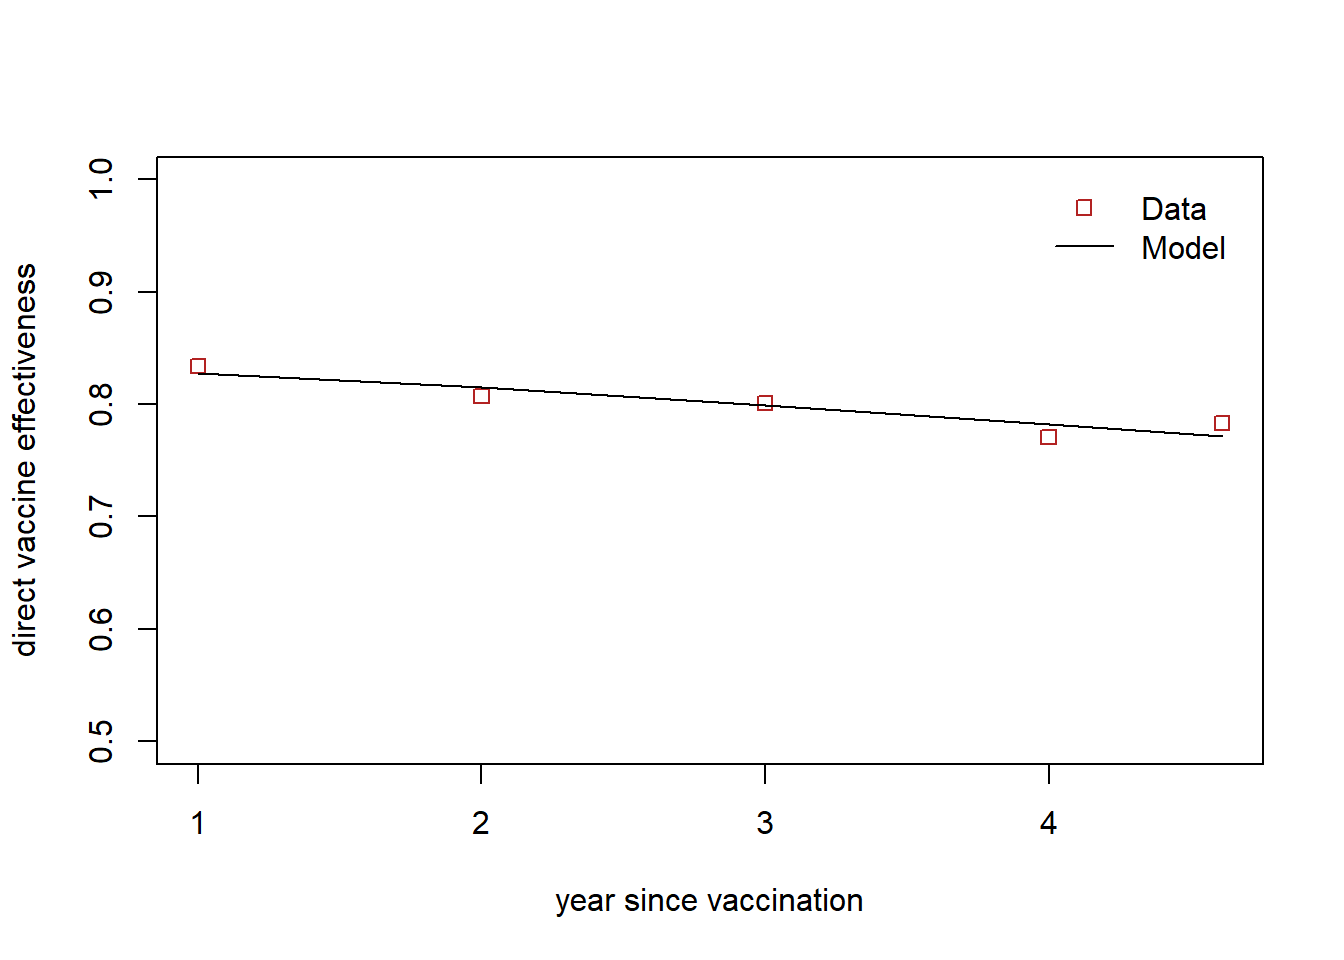 Data
Model
direct vaccine effectiveness
1.0
0.9
0.8
0.7
0.6
0.5
1 2 3 4
year since vaccination